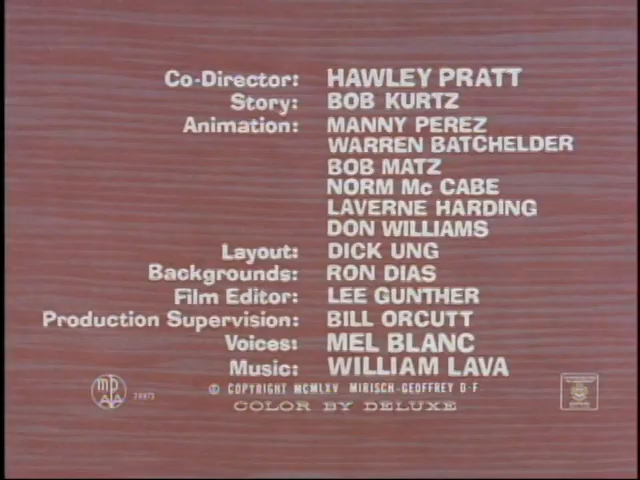 Co-Director: HAWLEY PRATT
Story: BOB KURTZ
Animation: MANNY PEREZ
WARREN BATCHELDER
BOB MATZ
NORM Mc CABE
LAVERNE HARDING
DON WILLIAMS
Layout: DICK UNG
Backgrounds: RON DIAS
Film Editor: LEE GUNTHER
Production Supervision: BILL ORCUTT
Voices: MEL BLANC
Music: WILLIAM LAVA
© COPYRIGHT MCMLXV MIRISCH-GEOFFREY D-F
COLOR BY DELUXE